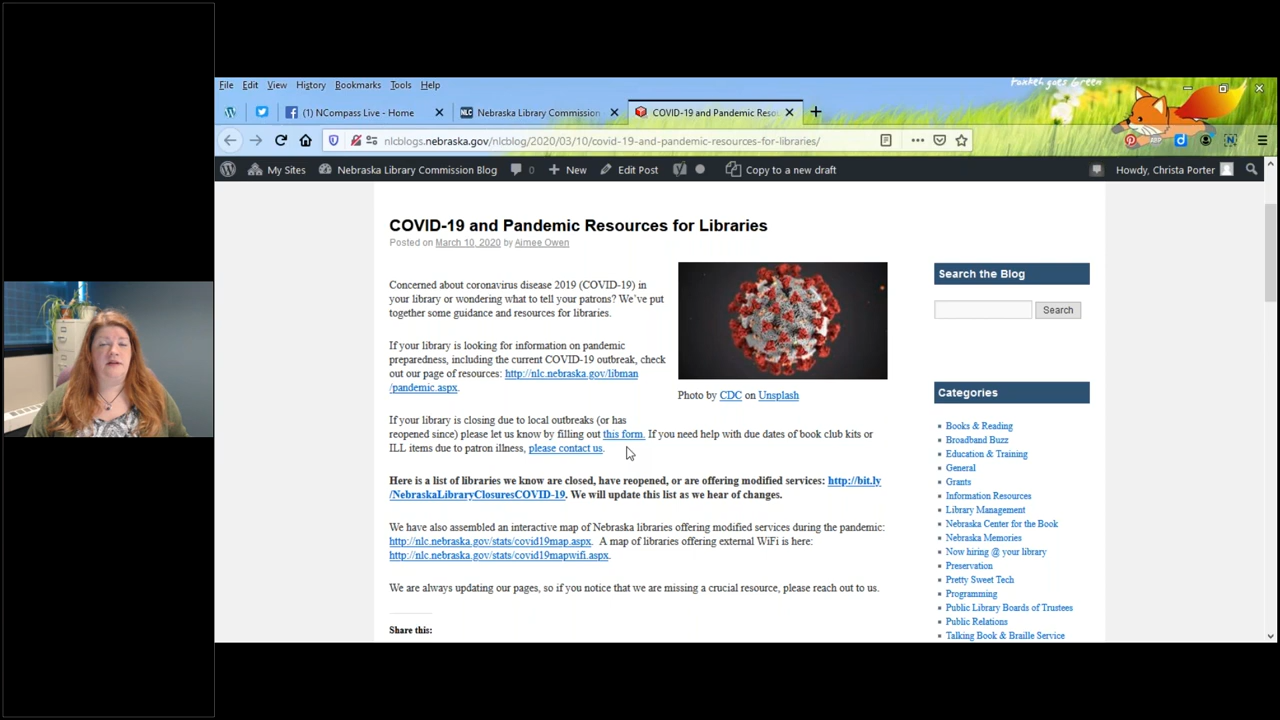 Foxkeh goes Green
File Edit View History Bookmarks Tools Help
(1) NCompass Live - Home
Nebraska Library Commission
COVID-19 and Pandemic Reso
nlcblogs.nebraska.gov/nlcblog/2020/03/10/covid-19-and-pandemic-resources-for-libraries/
My Sites Nebraska Library Commission Blog 0 New Edit Post Copy to a new draft Howdy, Christa Porter
COVID-19 and Pandemic Resources for Libraries
Posted on March 10, 2020 by Aimee Owen
Concerned about coronavirus disease 2019 (COVID-19) in
your library or wondering what to tell your patrons? We've put
together some guidance and resources for libraries.
If your library is looking for information on pandemic
preparedness, including the current COVID-19 outbreak, check
out our page of resources: http://nlc.nebraska.gov/libman
/pandemic.aspx.
Photo by CDC on Unsplash
If your library is closing due to local outbreaks (or has
reopened since) please let us know by filling out this form. If you need help with due dates of book club kits or
ILL items due to patron illness, please contact us.
Here is a list of libraries we know are closed, have reopened, or are offering modified services: http://bit.ly
/NebraskaLibraryClosuresCOVID-19. We will update this list as we hear of changes.
We have also assembled an interactive map of Nebraska libraries offering modified services during the pandemic:
http://nlc.nebraska.gov/stats/covid19map.aspx. A map of libraries offering external WiFi is here:
http://nlc.nebraska.gov/stats/covid19mapwifi.aspx.
We are always updating our pages, so if you notice that we are missing a crucial resource, please reach out to us.
Share this:
Search the Blog
Search
Categories
Books & Reading
Broadband Buzz
Education & Training
General
Grants
Information Resources
Library Management
Nebraska Center for the Book
Nebraska Memories
Now hiring @ your library
Preservation
Pretty Sweet Tech
Programming
Public Library Boards of Trustees
Public Relations
Talking Book & Braille Service